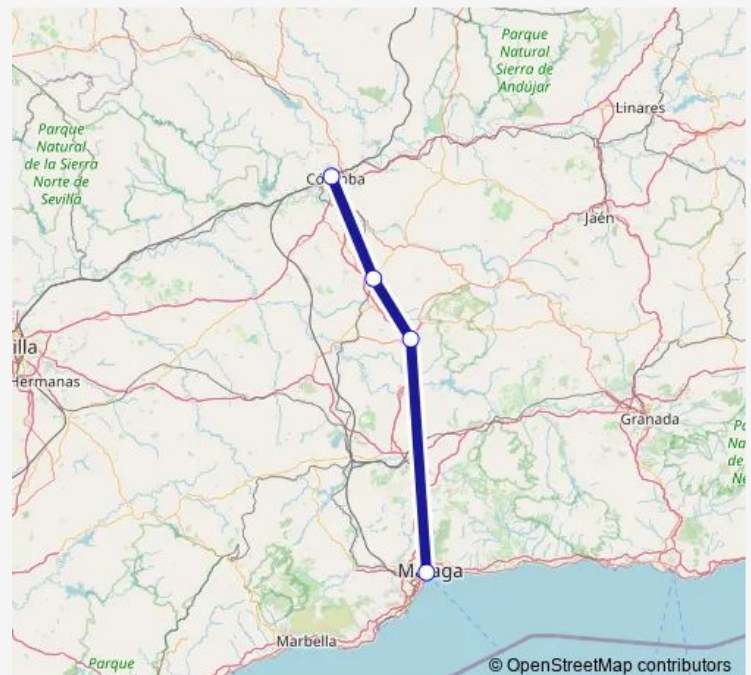 Parque
Natural
Sierra de
Andújar
Linares
Parque
Natural
de la Sierra
Norte de
Sevilla
Jaén
illa
Hermanas
Granada
Marbella
Parque
© OpenStreetMap contributors